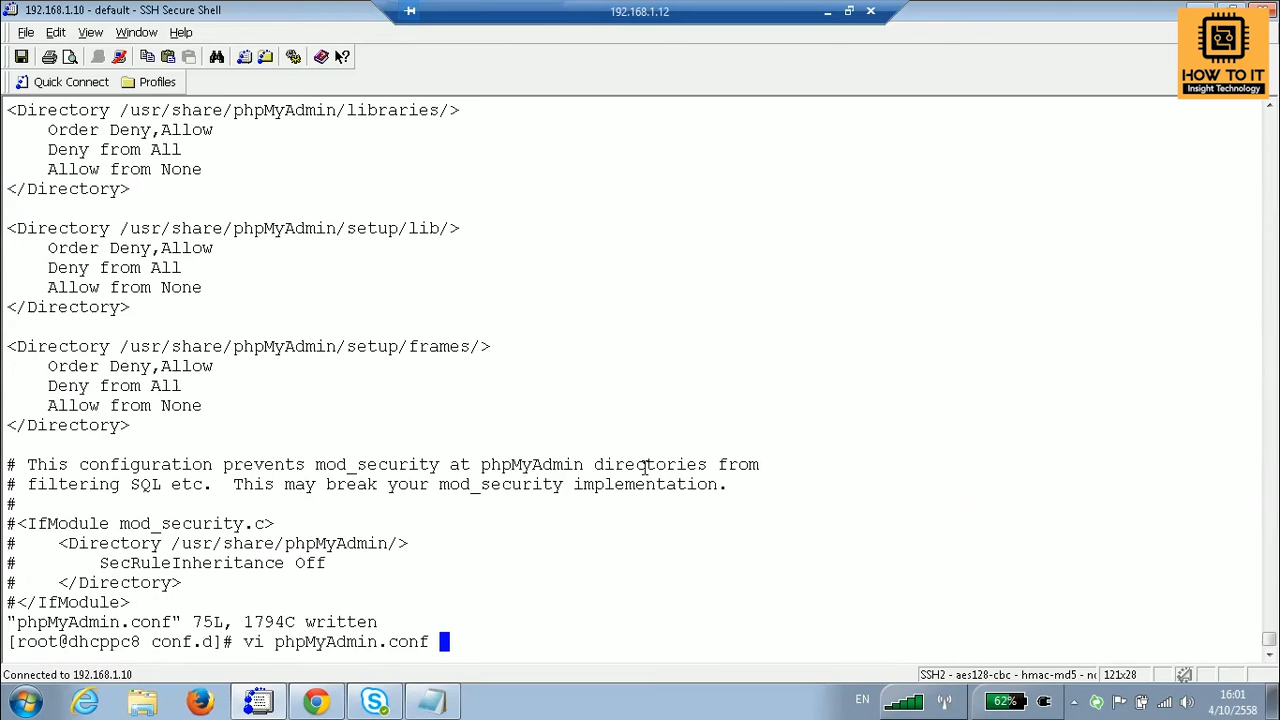 192.168.1.10 - default - SSH Secure Shell
192.168.1.12
File Edit View Window Help
Quick Connect Profiles
HOW TO IT
Insight Technology
<Directory /usr/share/phpMyAdmin/libraries/>
    Order Deny,Allow
    Deny from All
    Allow from None
</Directory>
<Directory /usr/share/phpMyAdmin/setup/lib/>
    Order Deny,Allow
    Deny from All
    Allow from None
</Directory>
<Directory /usr/share/phpMyAdmin/setup/frames/>
    Order Deny,Allow
    Deny from All
    Allow from None
</Directory>
# This configuration prevents mod_security at phpMyAdmin directories from
# filtering SQL etc.  This may break your mod_security implementation.
#
#<IfModule mod_security.c>
#    <Directory /usr/share/phpMyAdmin/>
#        SecRuleInheritance Off
#    </Directory>
#</IfModule>
"phpMyAdmin.conf" 75L, 1794C written
[root@dhcppc8 conf.d]# vi phpMyAdmin.conf
Connected to 192.168.1.10
SSH2 - aes128-cbc - hmac-md5 - nc
121x28
EN
62%
16:01
4/10/2558